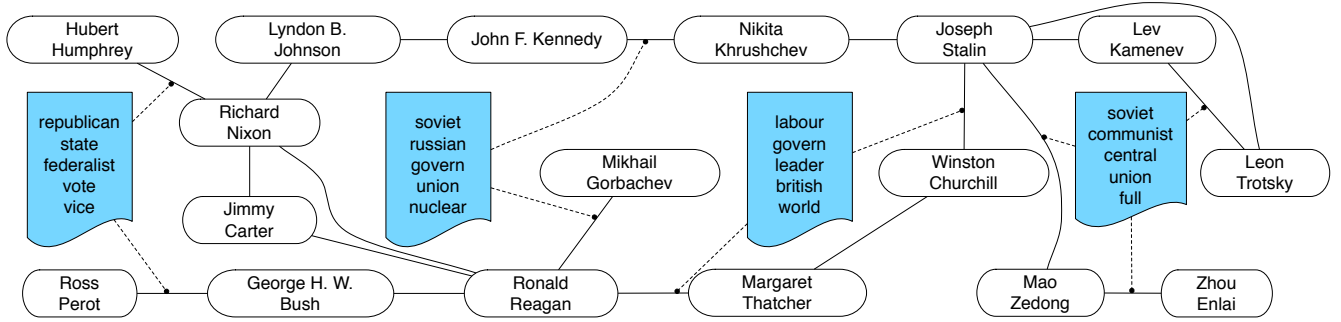 Hubert
Humphrey
Lyndon B.
Johnson
John F. Kennedy
Nikita
Khrushchev
Joseph
Stalin
Lev
Kamenev
republican
state
federalist
vote
vice
Richard
Nixon
soviet
russian
govern
union
nuclear
Mikhail
Gorbachev
labour
govern
leader
british
world
Winston
Churchill
soviet
communist
central
union
full
Leon
Trotsky
Jimmy
Carter
Ross
Perot
George H. W.
Bush
Ronald
Reagan
Margaret
Thatcher
Mao
Zedong
Zhou
Enlai